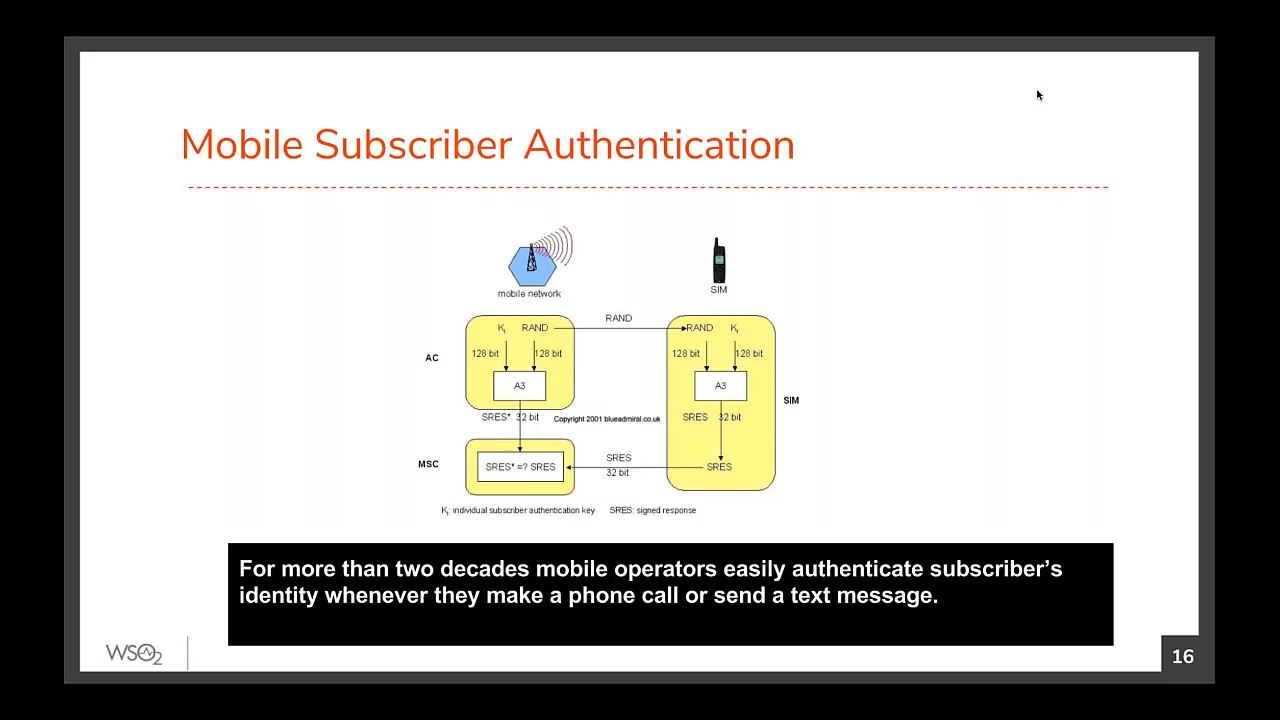 Mobile Subscriber Authentication
mobile network
SIM
K_i RAND
RAND
RAND K_i
AC
128 bit 128 bit
128 bit 128 bit
A3
A3
SIM
SRES* 32 bit
Copyright 2001 blueadmiral.co.uk
SRES 32 bit
MSC
SRES* =? SRES
SRES
32 bit
SRES
K_i: individual subscriber authentication key SRES: signed response
For more than two decades mobile operators easily authenticate subscriber’s
identity whenever they make a phone call or send a text message.
WSO2
16